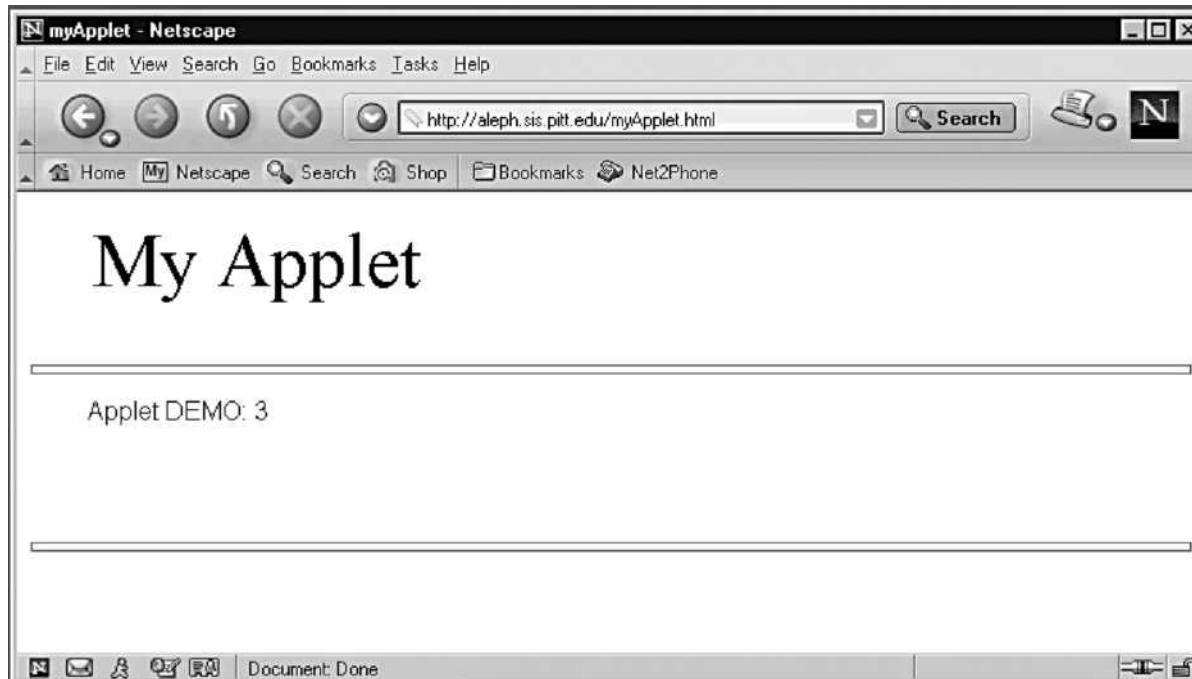 myApplet - Netscape
File Edit View Search Go Bookmarks Tasks Help
http://aleph.sis.pitt.edu/myApplet.html Search N
Home My Netscape Search Shop Bookmarks Net2Phone
My Applet
Applet DEMO: 3
N Document: Done